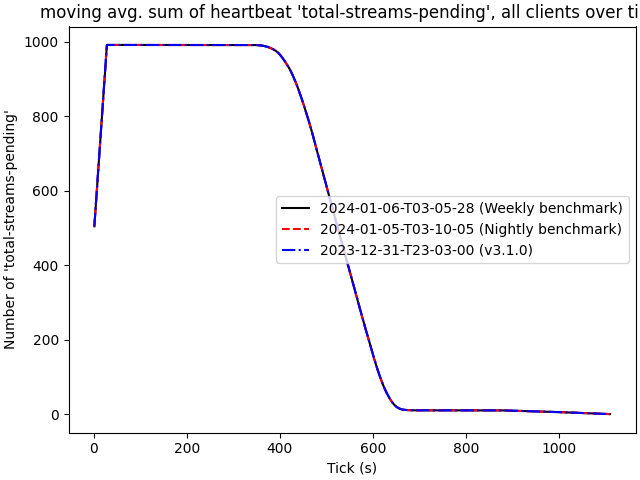 moving avg. sum of heartbeat 'total-streams-pending', all clients over ti
1000
800
600
400
200
0
Number of 'total-streams-pending'
2024-01-06-T03-05-28 (Weekly benchmark)
2024-01-05-T03-10-05 (Nightly benchmark)
2023-12-31-T23-03-00 (v3.1.0)
0 200 400 600 800 1000
Tick (s)